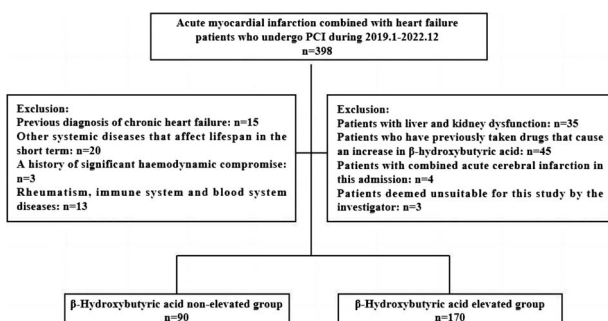 Acute myocardial infarction combined with heart failure
patients who undergo PCI during 2019.1-2022.12
n=398
Exclusion:
Previous diagnosis of chronic heart failure: n=15
Other systemic diseases that affect lifespan in the
short term: n=20
A history of significant haemodynamic compromise:
n=3
Rheumatism, immune system and blood system
diseases: n=13
Exclusion:
Patients with liver and kidney dysfunction: n=35
Patients who have previously taken drugs that cause
an increase in β-hydroxybutyric acid: n=45
Patients with combined acute cerebral infarction in
this admission: n=4
Patients deemed unsuitable for this study by the
investigator: n=3
β-Hydroxybutyric acid non-elevated group
n=90
β-Hydroxybutyric acid elevated group
n=170